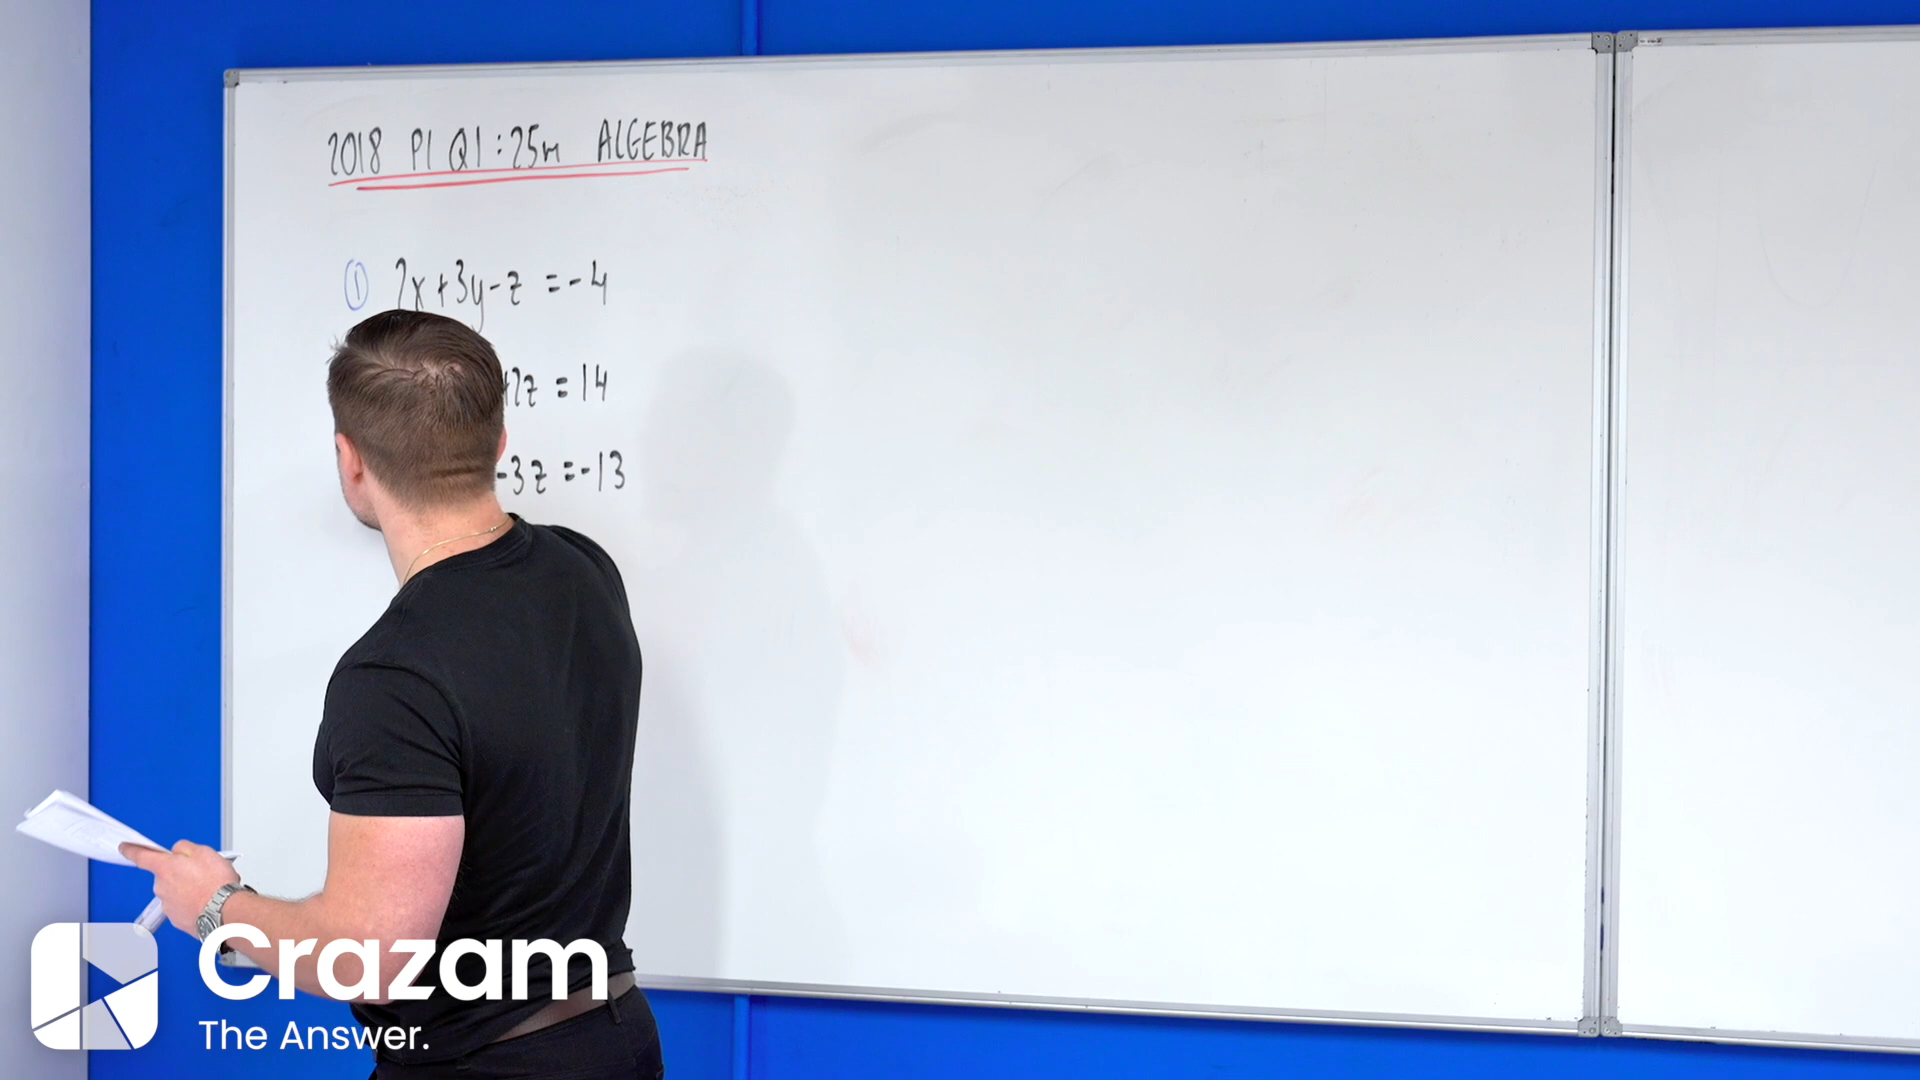 2018 P1 Q1 : 25m ALGEBRA
① 2x+3y-z = -4
+2z = 14
-3z = -13
Crazam
The Answer.